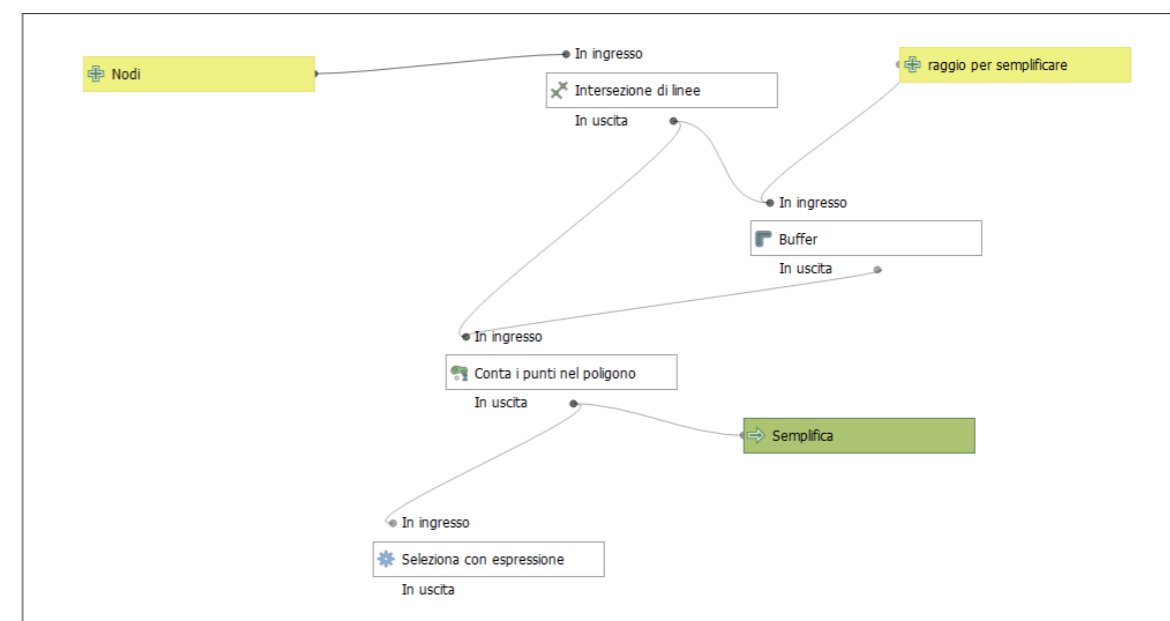 Nodi
In ingresso
Intersezione di linee
In uscita
raggio per semplificare
In ingresso
Buffer
In uscita
In ingresso
Conta i punti nel poligono
In uscita
Semplifica
In ingresso
Seleziona con espressione
In uscita